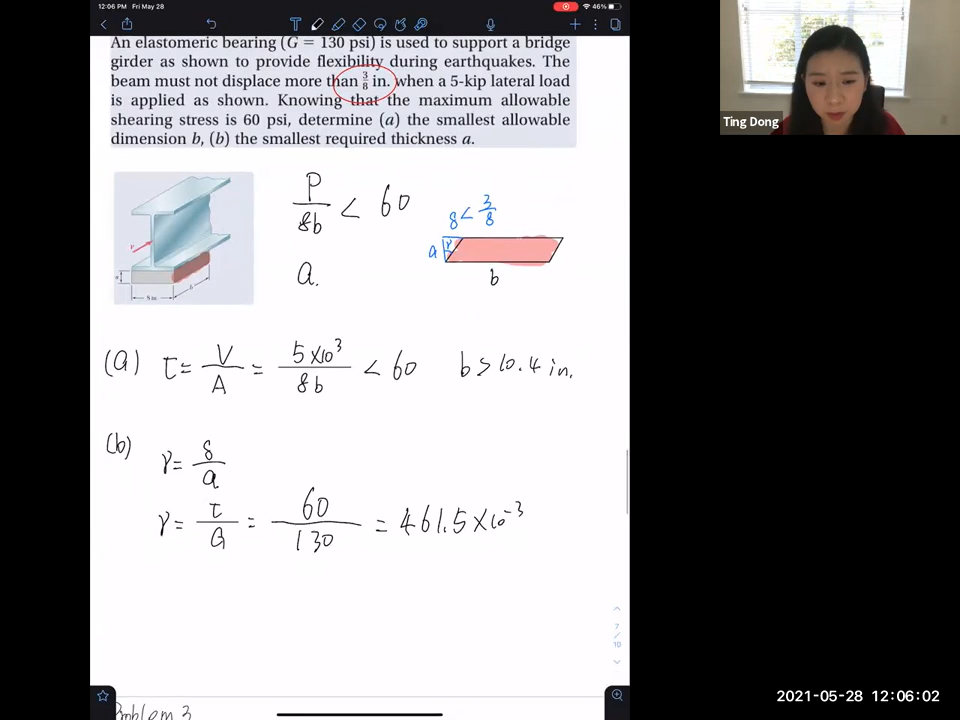 12:06 PM Fri May 28
46%
An elastomeric bearing (G = 130 psi) is used to support a bridge
girder as shown to provide flexibility during earthquakes. The
beam must not displace more than 3/8 in. when a 5-kip lateral load
is applied as shown. Knowing that the maximum allowable
shearing stress is 60 psi, determine (a) the smallest allowable
dimension b, (b) the smallest required thickness a.
P/8b < 60
δ < 3/8
a
γ
b
a.
P
a
8 in.
b
(a) τ = V/A = 5×10³/8b < 60 b > 10.4 in.
(b) γ = δ/a
γ = τ/G = 60/130 = 461.5×10⁻³
7
/
10
Problem 3
Ting Dong
2021-05-28 12:06:02